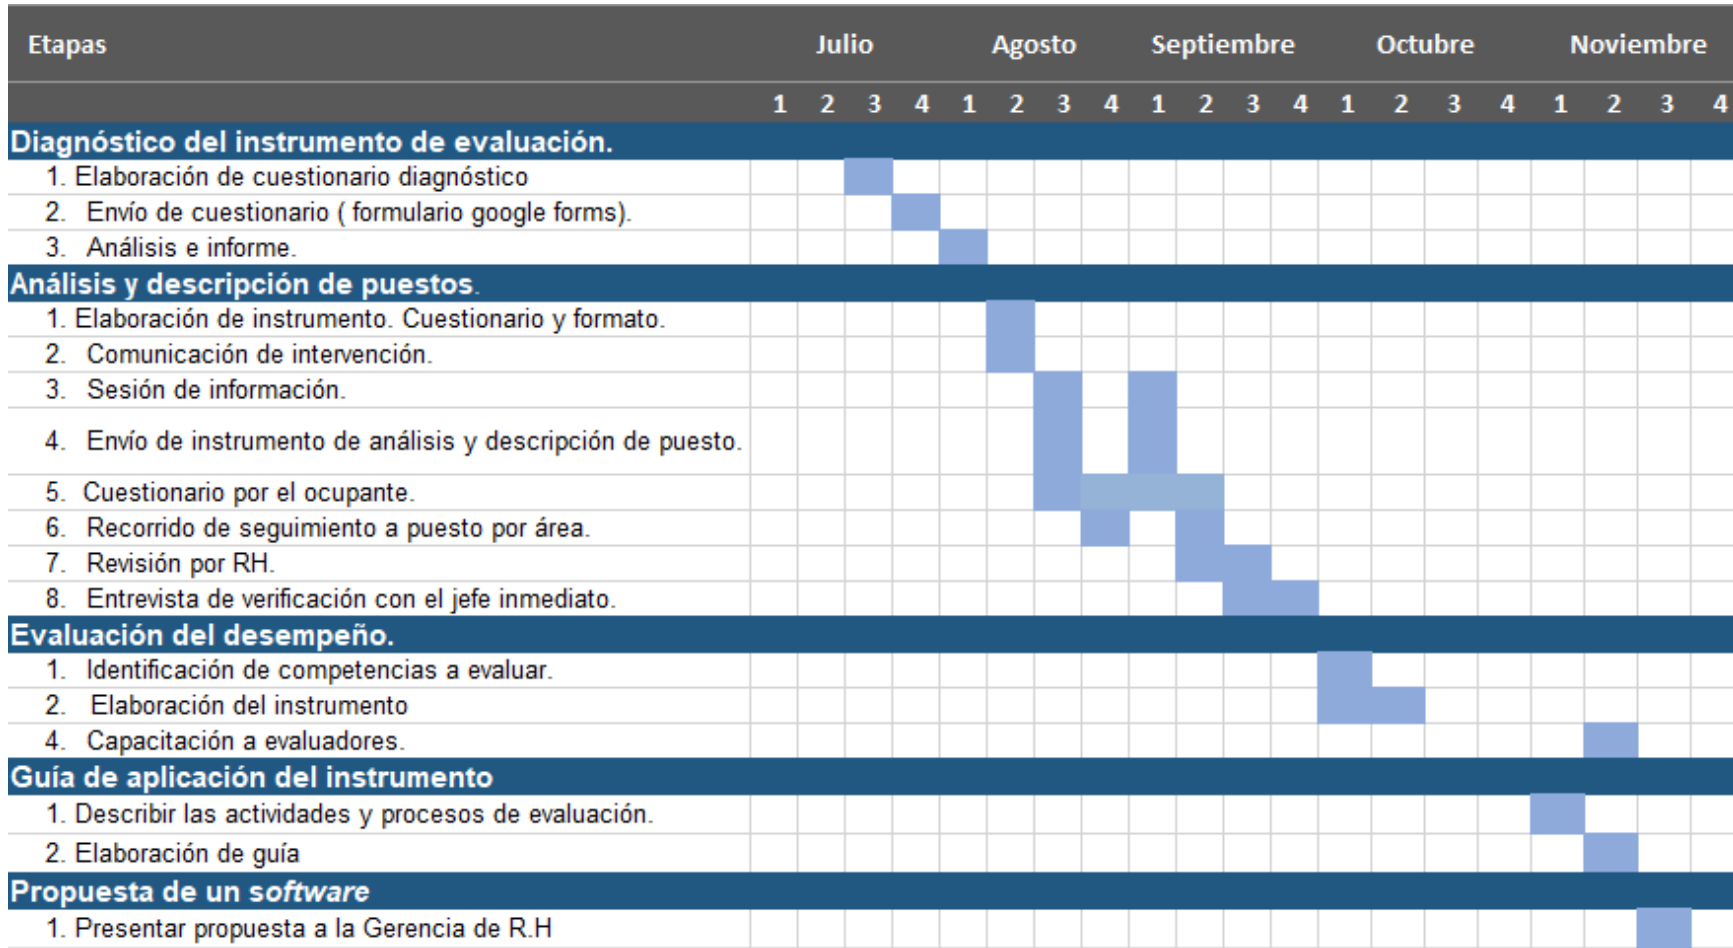 Etapas Julio Agosto Septiembre Octubre Noviembre
1 2 3 4 1 2 3 4 1 2 3 4 1 2 3 4 1 2 3 4
Diagnóstico del instrumento de evaluación.
1. Elaboración de cuestionario diagnóstico
2. Envío de cuestionario ( formulario google forms).
3. Análisis e informe.
Análisis y descripción de puestos.
1. Elaboración de instrumento. Cuestionario y formato.
2. Comunicación de intervención.
3. Sesión de información.
4. Envío de instrumento de análisis y descripción de puesto.
5. Cuestionario por el ocupante.
6. Recorrido de seguimiento a puesto por área.
7. Revisión por RH.
8. Entrevista de verificación con el jefe inmediato.
Evaluación del desempeño.
1. Identificación de competencias a evaluar.
2. Elaboración del instrumento
4. Capacitación a evaluadores.
Guía de aplicación del instrumento
1. Describir las actividades y procesos de evaluación.
2. Elaboración de guía
Propuesta de un software
1. Presentar propuesta a la Gerencia de R.H